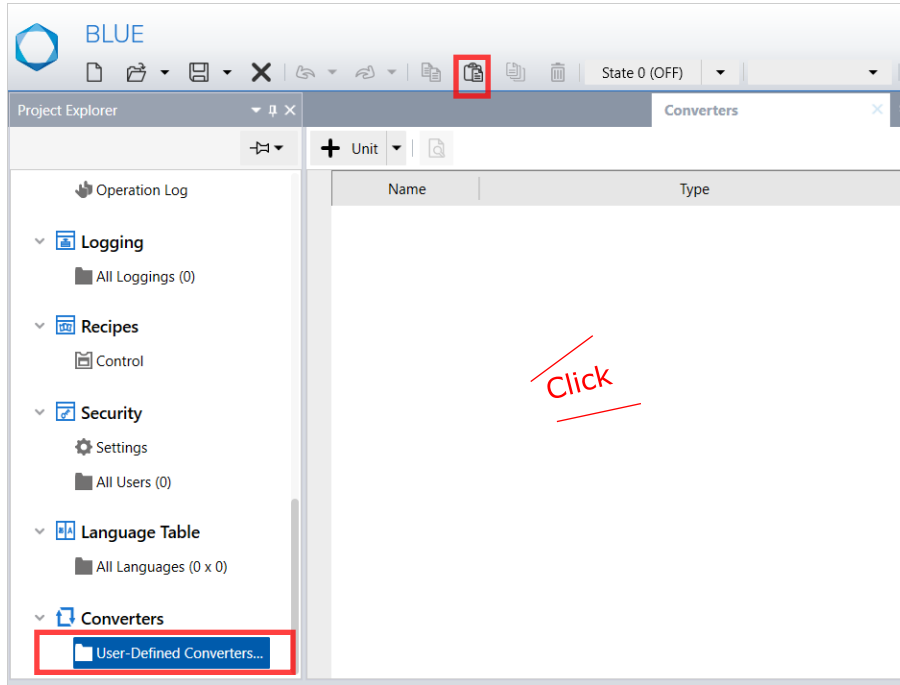 BLUE
State 0 (OFF)
Project Explorer
Converters
Unit
Name Type
Operation Log
Logging
All Loggings (0)
Recipes
Control
Security
Settings
All Users (0)
Language Table
All Languages (0 x 0)
Converters
User-Defined Converters...
Click